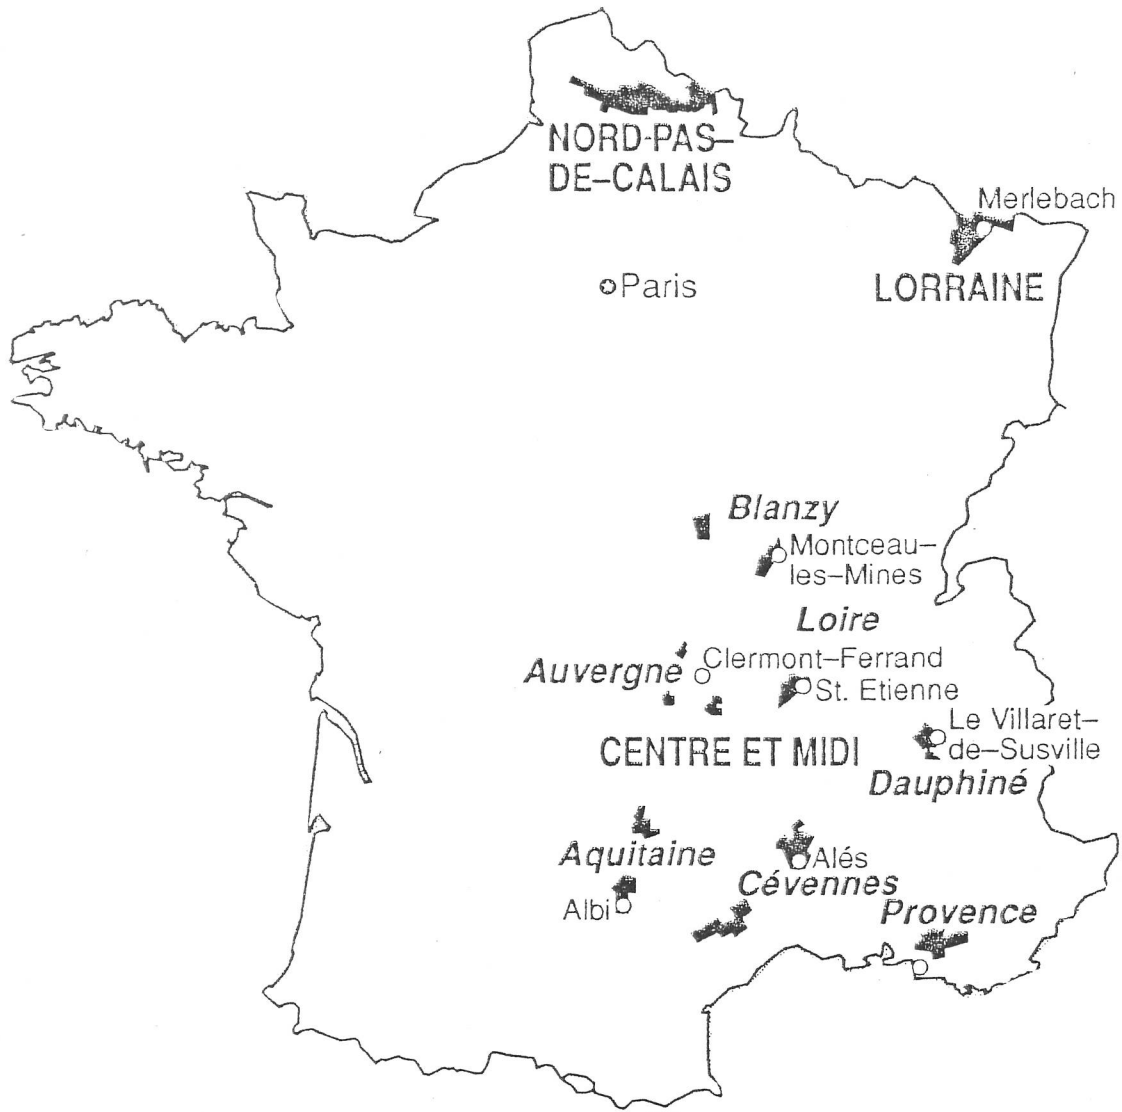 NORD-PAS-
DE-CALAIS
Merlebach
LORRAINE
Paris
Blanzy
Montceau-
les-Mines
Loire
Clermont-Ferrand
Auvergne
St. Etienne
Le Villaret-
de-Susville
CENTRE ET MIDI
Dauphiné
Aquitaine
Alés
Cévennes
Albi
Provence